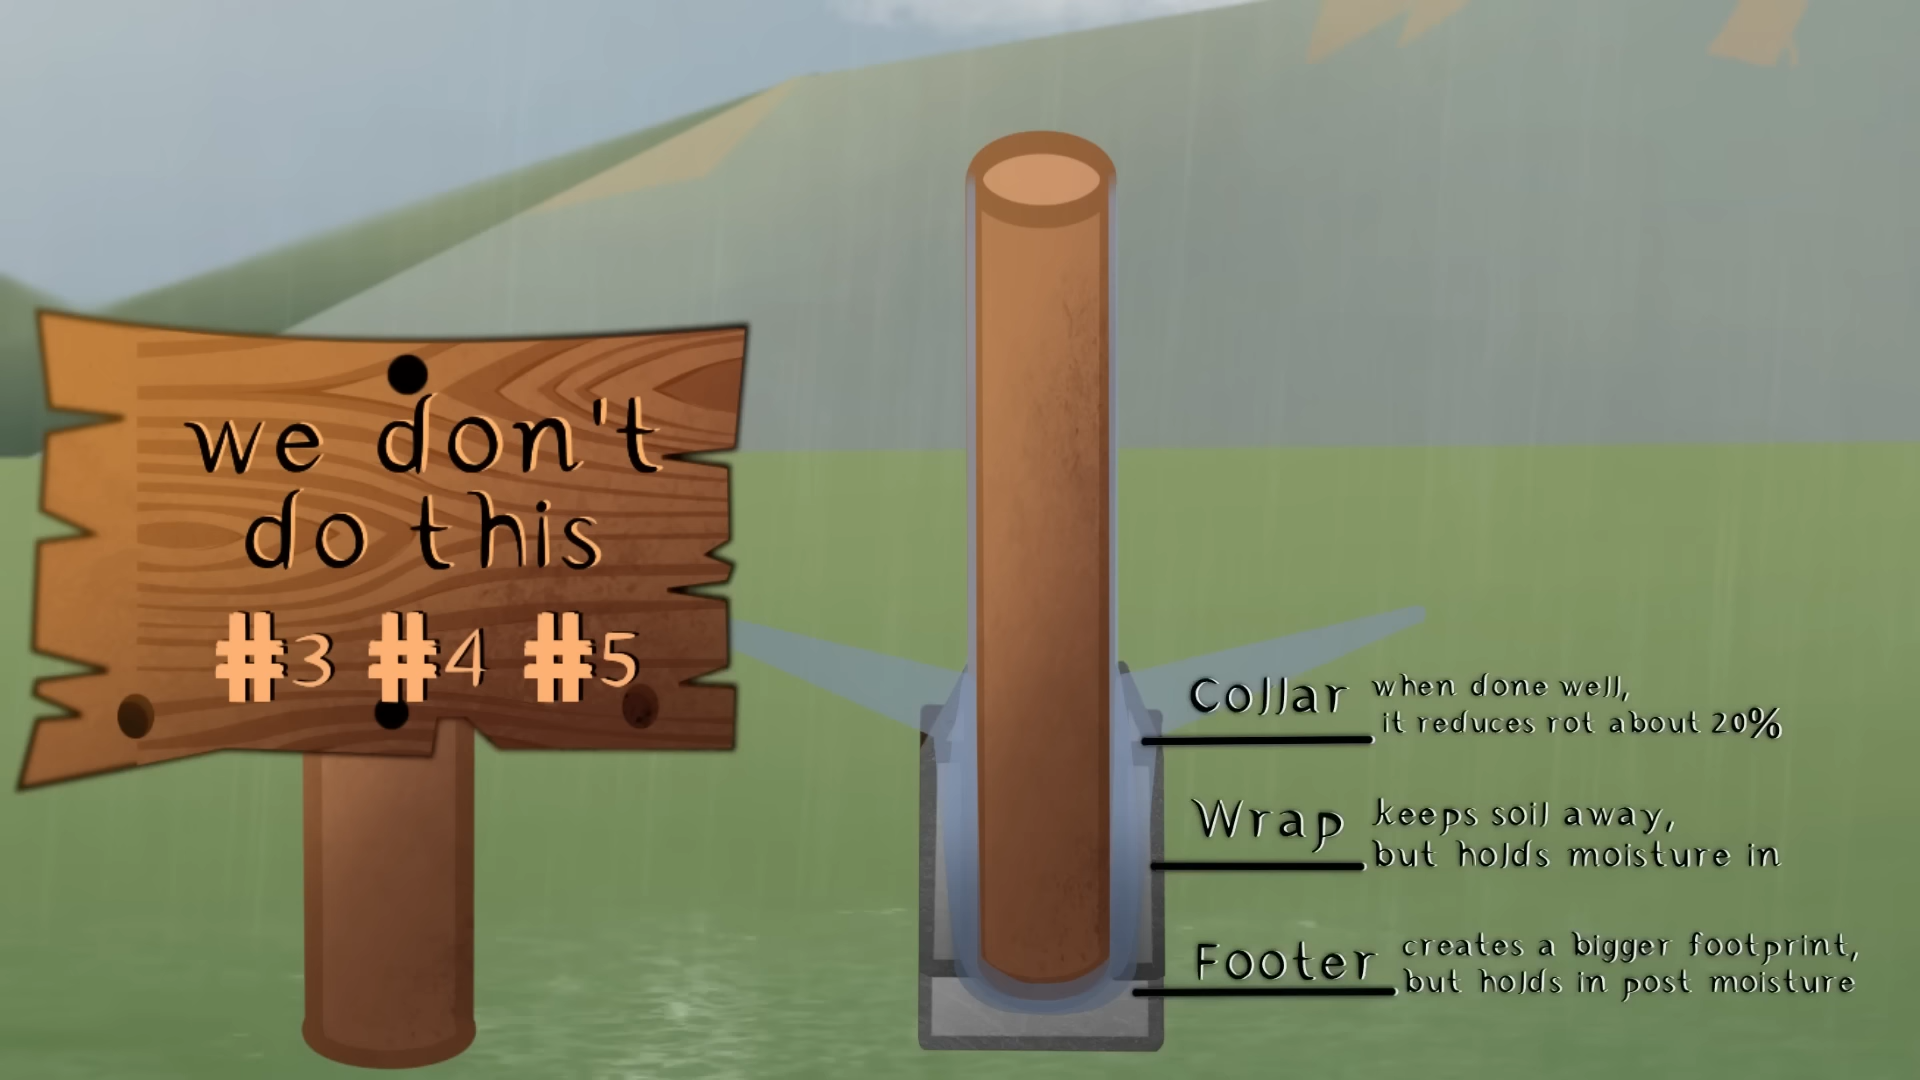 we don't
do this
#3 #4 #5
Collar when done well,
it reduces rot about 20%
Wrap keeps soil away,
but holds moisture in
Footer creates a bigger footprint,
but holds in post moisture